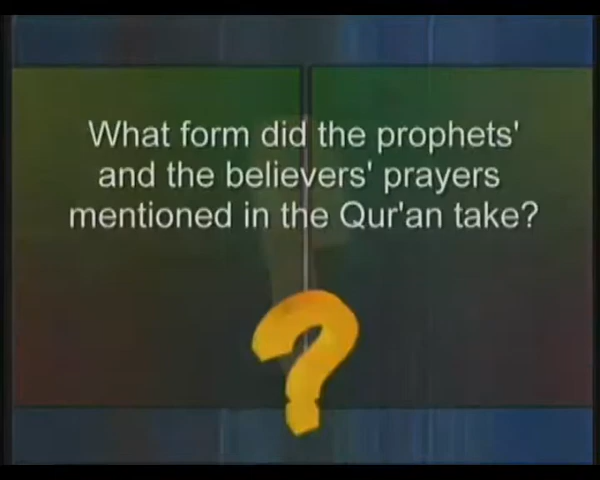 What form did the prophets'
and the believers' prayers
mentioned in the Qur'an take?
?